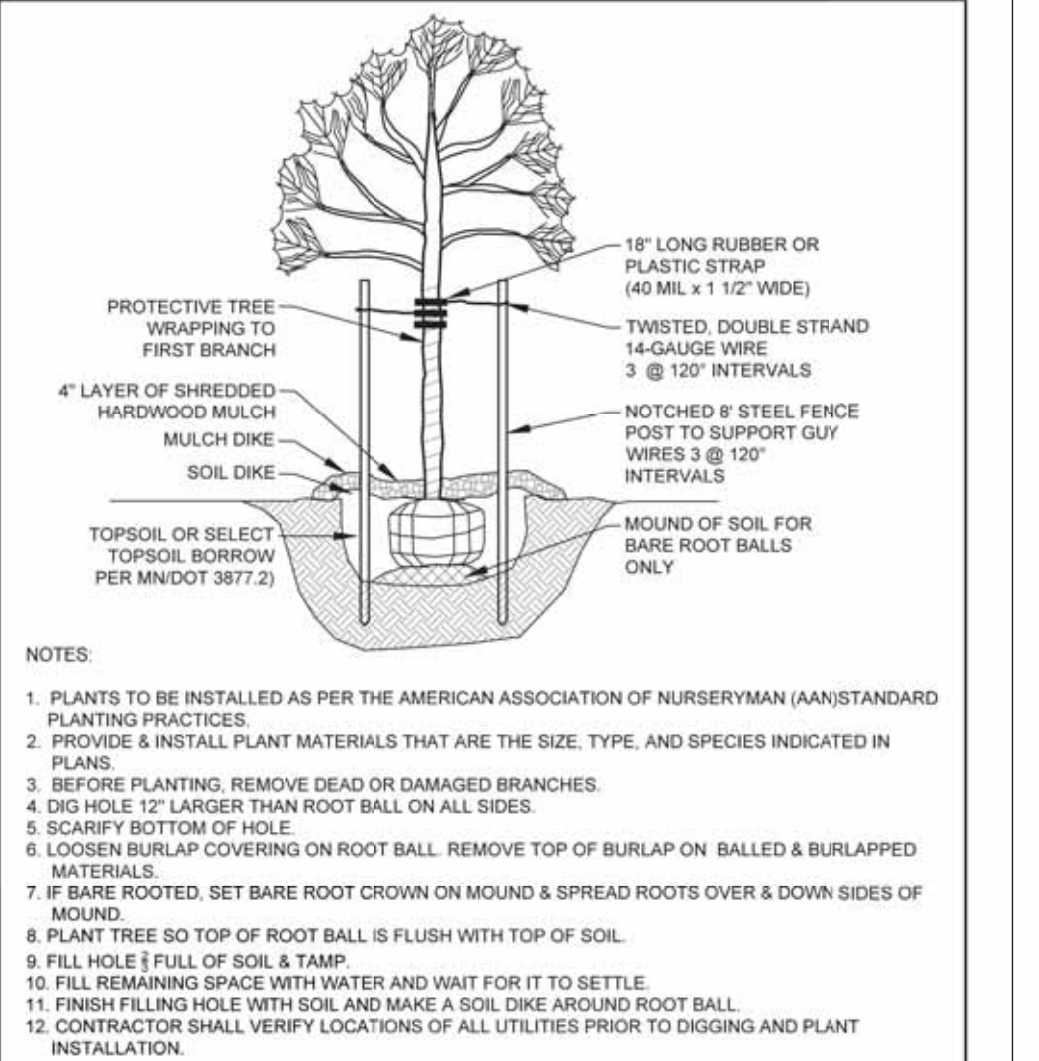 18" LONG RUBBER OR
PLASTIC STRAP
(40 MIL x 1 1/2" WIDE)
PROTECTIVE TREE
WRAPPING TO
FIRST BRANCH
TWISTED, DOUBLE STRAND
14-GAUGE WIRE
3 @ 120° INTERVALS
4" LAYER OF SHREDDED
HARDWOOD MULCH
MULCH DIKE
SOIL DIKE
NOTCHED 8' STEEL FENCE
POST TO SUPPORT GUY
WIRES 3 @ 120°
INTERVALS
TOPSOIL OR SELECT
TOPSOIL BORROW
PER MN/DOT 3877.2)
MOUND OF SOIL FOR
BARE ROOT BALLS
ONLY
NOTES:
1. PLANTS TO BE INSTALLED AS PER THE AMERICAN ASSOCIATION OF NURSERYMAN (AAN)STANDARD
PLANTING PRACTICES.
2. PROVIDE & INSTALL PLANT MATERIALS THAT ARE THE SIZE, TYPE, AND SPECIES INDICATED IN
PLANS.
3. BEFORE PLANTING, REMOVE DEAD OR DAMAGED BRANCHES.
4. DIG HOLE 12" LARGER THAN ROOT BALL ON ALL SIDES.
5. SCARIFY BOTTOM OF HOLE.
6. LOOSEN BURLAP COVERING ON ROOT BALL. REMOVE TOP OF BURLAP ON BALLED & BURLAPPED
MATERIALS.
7. IF BARE ROOTED, SET BARE ROOT CROWN ON MOUND & SPREAD ROOTS OVER & DOWN SIDES OF
MOUND.
8. PLANT TREE SO TOP OF ROOT BALL IS FLUSH WITH TOP OF SOIL.
9. FILL HOLE ⅔ FULL OF SOIL & TAMP.
10. FILL REMAINING SPACE WITH WATER AND WAIT FOR IT TO SETTLE.
11. FINISH FILLING HOLE WITH SOIL AND MAKE A SOIL DIKE AROUND ROOT BALL.
12. CONTRACTOR SHALL VERIFY LOCATIONS OF ALL UTILITIES PRIOR TO DIGGING AND PLANT
INSTALLATION.